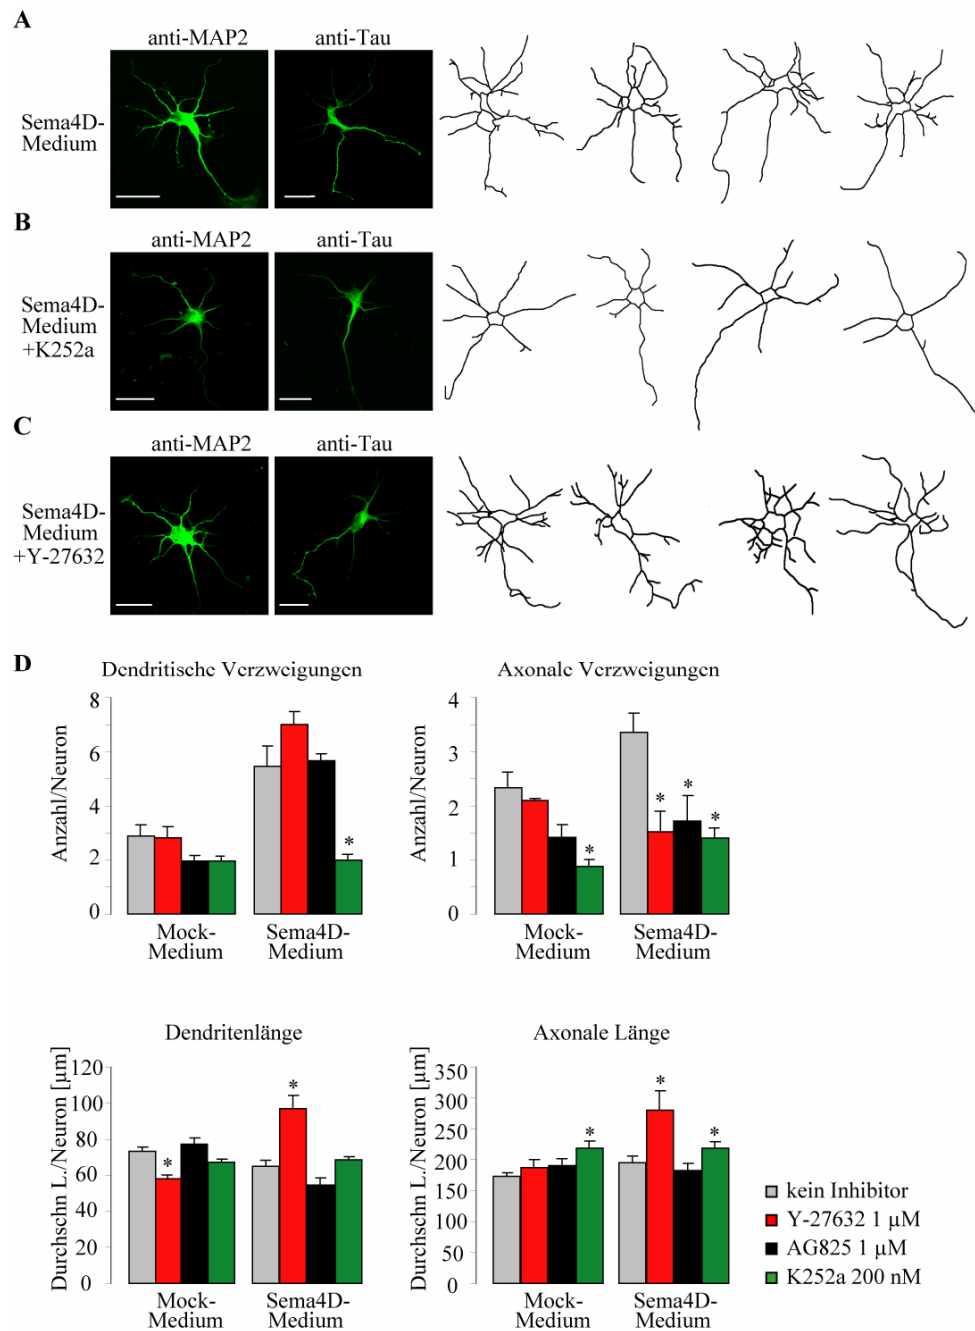 A
anti-MAP2 anti-Tau
Sema4D-
Medium
B
anti-MAP2 anti-Tau
Sema4D-
Medium
+K252a
C
anti-MAP2 anti-Tau
Sema4D-
Medium
+Y-27632
D
Dendritische Verzweigungen
Anzahl/Neuron
8
6
4
2
0
*
Mock-
Medium
Sema4D-
Medium
Axonale Verzweigungen
Anzahl/Neuron
4
3
2
1
0
* * * *
Mock-
Medium
Sema4D-
Medium
Dendritenlänge
Durchschn L./Neuron [µm]
120
100
80
60
40
20
0
* *
Mock-
Medium
Sema4D-
Medium
Axonale Länge
Durchschn L./Neuron [µm]
350
300
250
200
150
100
50
0
* * *
Mock-
Medium
Sema4D-
Medium
kein Inhibitor
Y-27632 1 µM
AG825 1 µM
K252a 200 nM